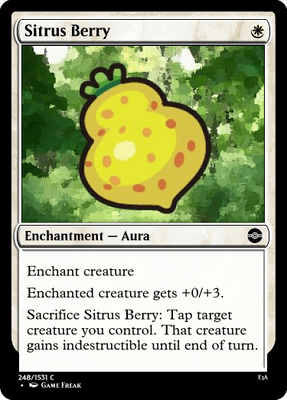 Sitrus Berry
Enchantment — Aura
Enchant creature
Enchanted creature gets +0/+3.
Sacrifice Sitrus Berry: Tap target
creature you control. That creature
gains indestructible until end of turn.
248/1531 C
E3A
Game Freak